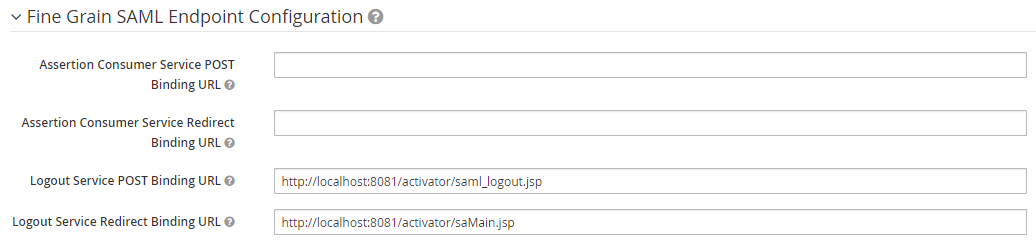 Fine Grain SAML Endpoint Configuration
Assertion Consumer Service POST
Binding URL
Assertion Consumer Service Redirect
Binding URL
Logout Service POST Binding URL http://localhost:8081/activator/saml_logout.jsp
Logout Service Redirect Binding URL http://localhost:8081/activator/saMain.jsp